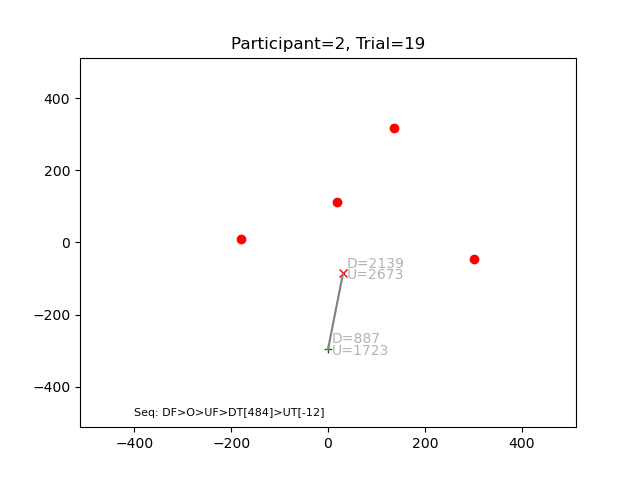 Participant=2, Trial=19
400
200
0
−200
−400
D=2139
U=2673
D=887
U=1723
Seq: DF>O>UF>DT[484]>UT[-12]
−400
−200
0
200
400